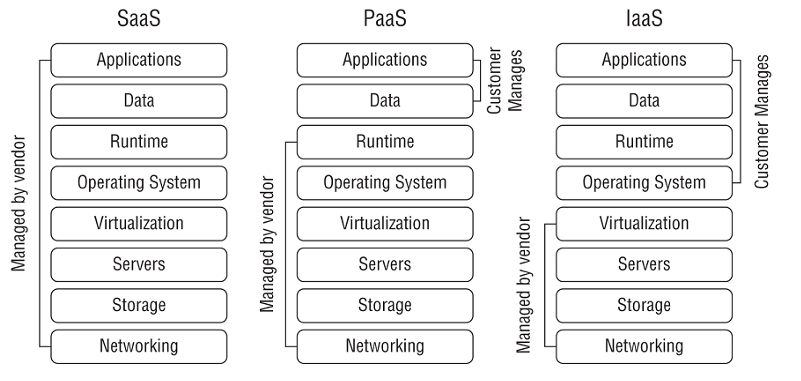 SaaS
PaaS
IaaS
Managed by vendor
Applications
Data
Runtime
Operating System
Virtualization
Servers
Storage
Networking
Customer
Manages
Managed by vendor
Applications
Data
Runtime
Operating System
Virtualization
Servers
Storage
Networking
Customer Manages
Managed by vendor
Applications
Data
Runtime
Operating System
Virtualization
Servers
Storage
Networking